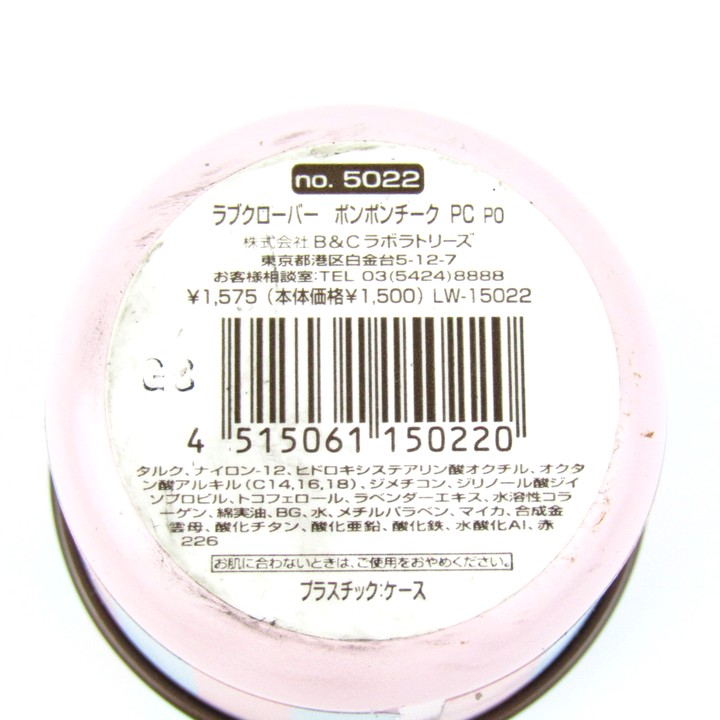 no. 5022
ラブクローバー ポンポンチーク PC PO
株式会社 B&Cラボラトリーズ
東京都港区白金台5-12-7
お客様相談室:TEL 03(5424)8888
¥1,575 (本体価格¥1,500) LW-15022
G3
4 515061 150220
タルク、ナイロン-12、ヒドロキシステアリン酸オクチル、オクタ
ン酸アルキル(C14,16,18)、ジメチコン、ジリノール酸ジイ
ソプロピル、トコフェロール、ラベンダーエキス、水溶性コラ
ーゲン、綿実油、BG、水、メチルパラベン、マイカ、合成金
雲母、酸化チタン、酸化亜鉛、酸化鉄、水酸化Al、赤
226
お肌に合わないときは、ご使用をおやめください。
プラスチック:ケース